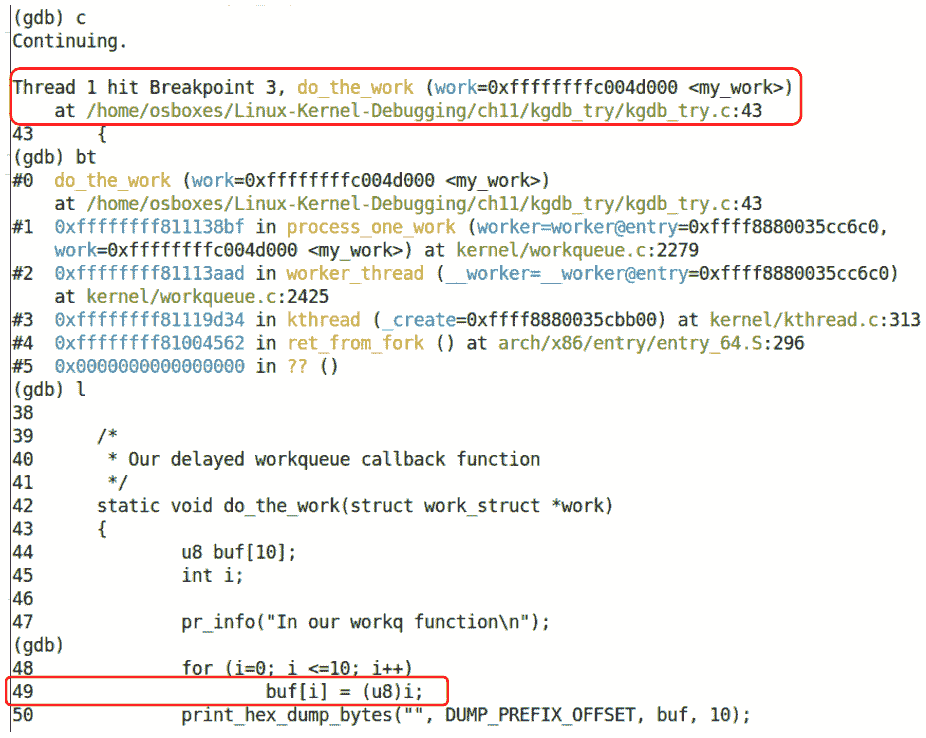 (gdb) c
Continuing.
Thread 1 hit Breakpoint 3, do_the_work (work=0xffffffffc004d000 <my_work>)
    at /home/osboxes/Linux-Kernel-Debugging/ch11/kgdb_try/kgdb_try.c:43
43      {
(gdb) bt
#0  do_the_work (work=0xffffffffc004d000 <my_work>)
    at /home/osboxes/Linux-Kernel-Debugging/ch11/kgdb_try/kgdb_try.c:43
#1  0xffffffff811138bf in process_one_work (worker=worker@entry=0xffff8880035cc6c0,
    work=0xffffffffc004d000 <my_work>) at kernel/workqueue.c:2279
#2  0xffffffff81113aad in worker_thread (__worker=__worker@entry=0xffff8880035cc6c0)
    at kernel/workqueue.c:2425
#3  0xffffffff81119d34 in kthread (_create=0xffff8880035cbb00) at kernel/kthread.c:313
#4  0xffffffff81004562 in ret_from_fork () at arch/x86/entry/entry_64.S:296
#5  0x0000000000000000 in ?? ()
(gdb) l
38
39      /*
40       * Our delayed workqueue callback function
41       */
42      static void do_the_work(struct work_struct *work)
43      {
44              u8 buf[10];
45              int i;
46
47              pr_info("In our workq function\n");
(gdb)
48              for (i=0; i <=10; i++)
49                      buf[i] = (u8)i;
50              print_hex_dump_bytes("", DUMP_PREFIX_OFFSET, buf, 10);